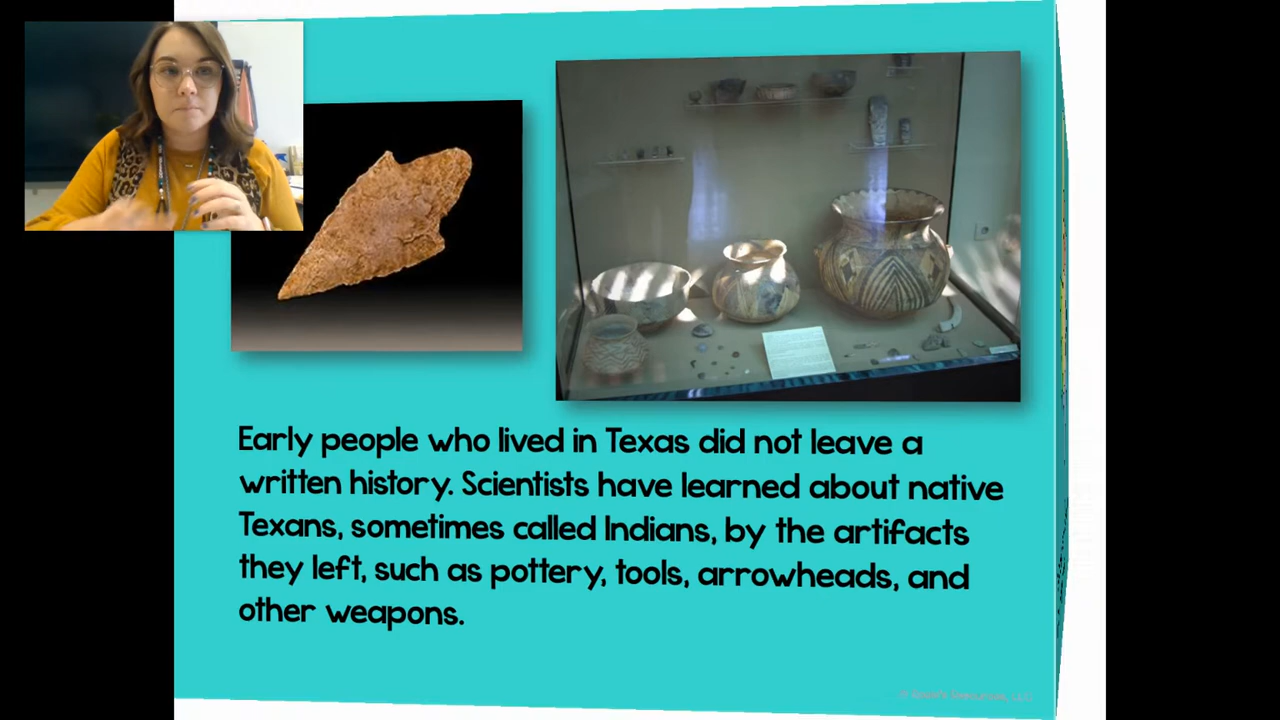 Early people who lived in Texas did not leave a
written history. Scientists have learned about native
Texans, sometimes called Indians, by the artifacts
they left, such as pottery, tools, arrowheads, and
other weapons.